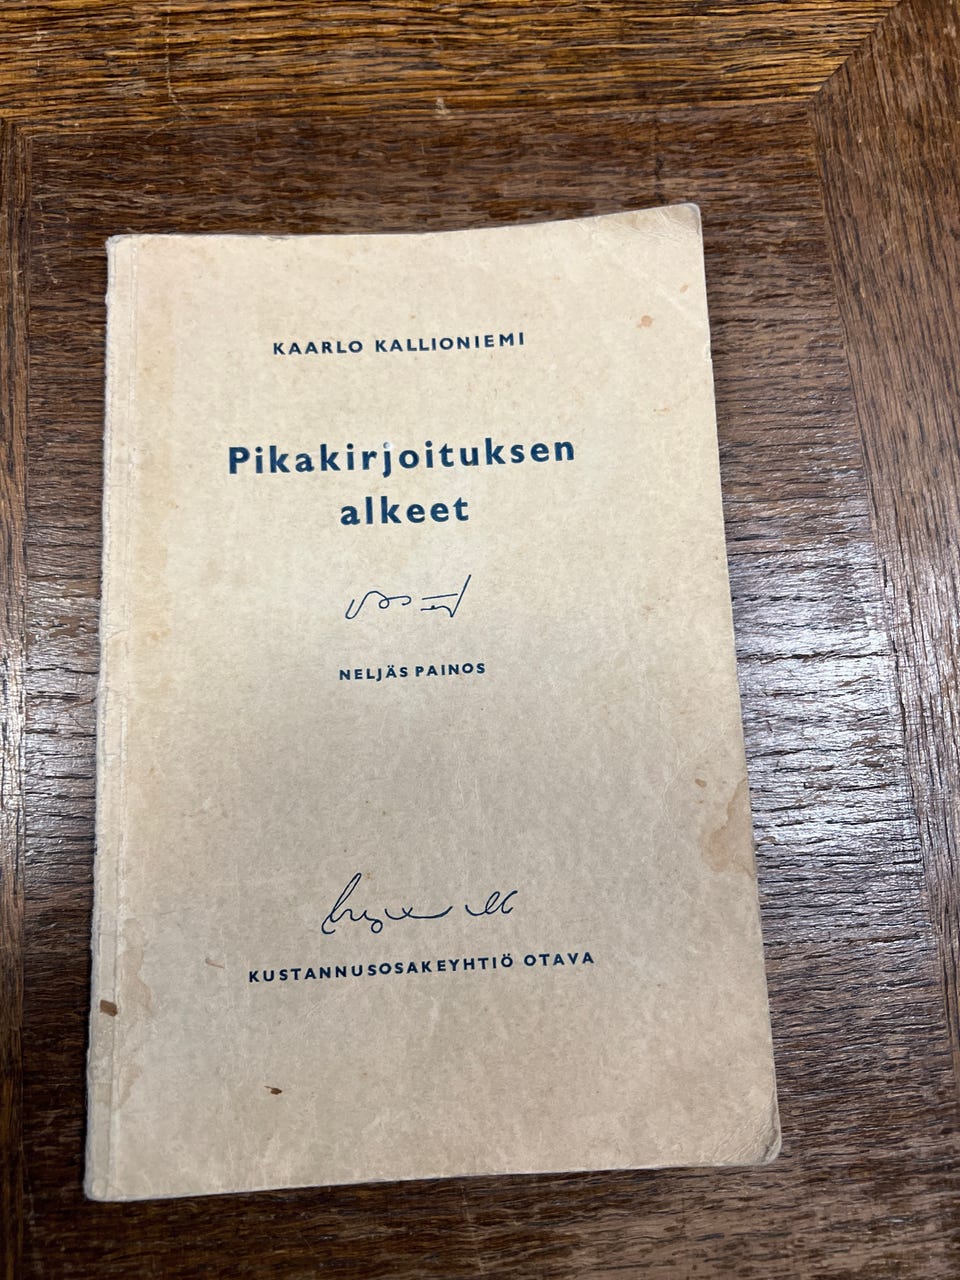 KAARLO KALLIONIEMI
Pikakirjoituksen
alkeet
NELJÄS PAINOS
KUSTANNUSOSAKEYHTIÖ OTAVA